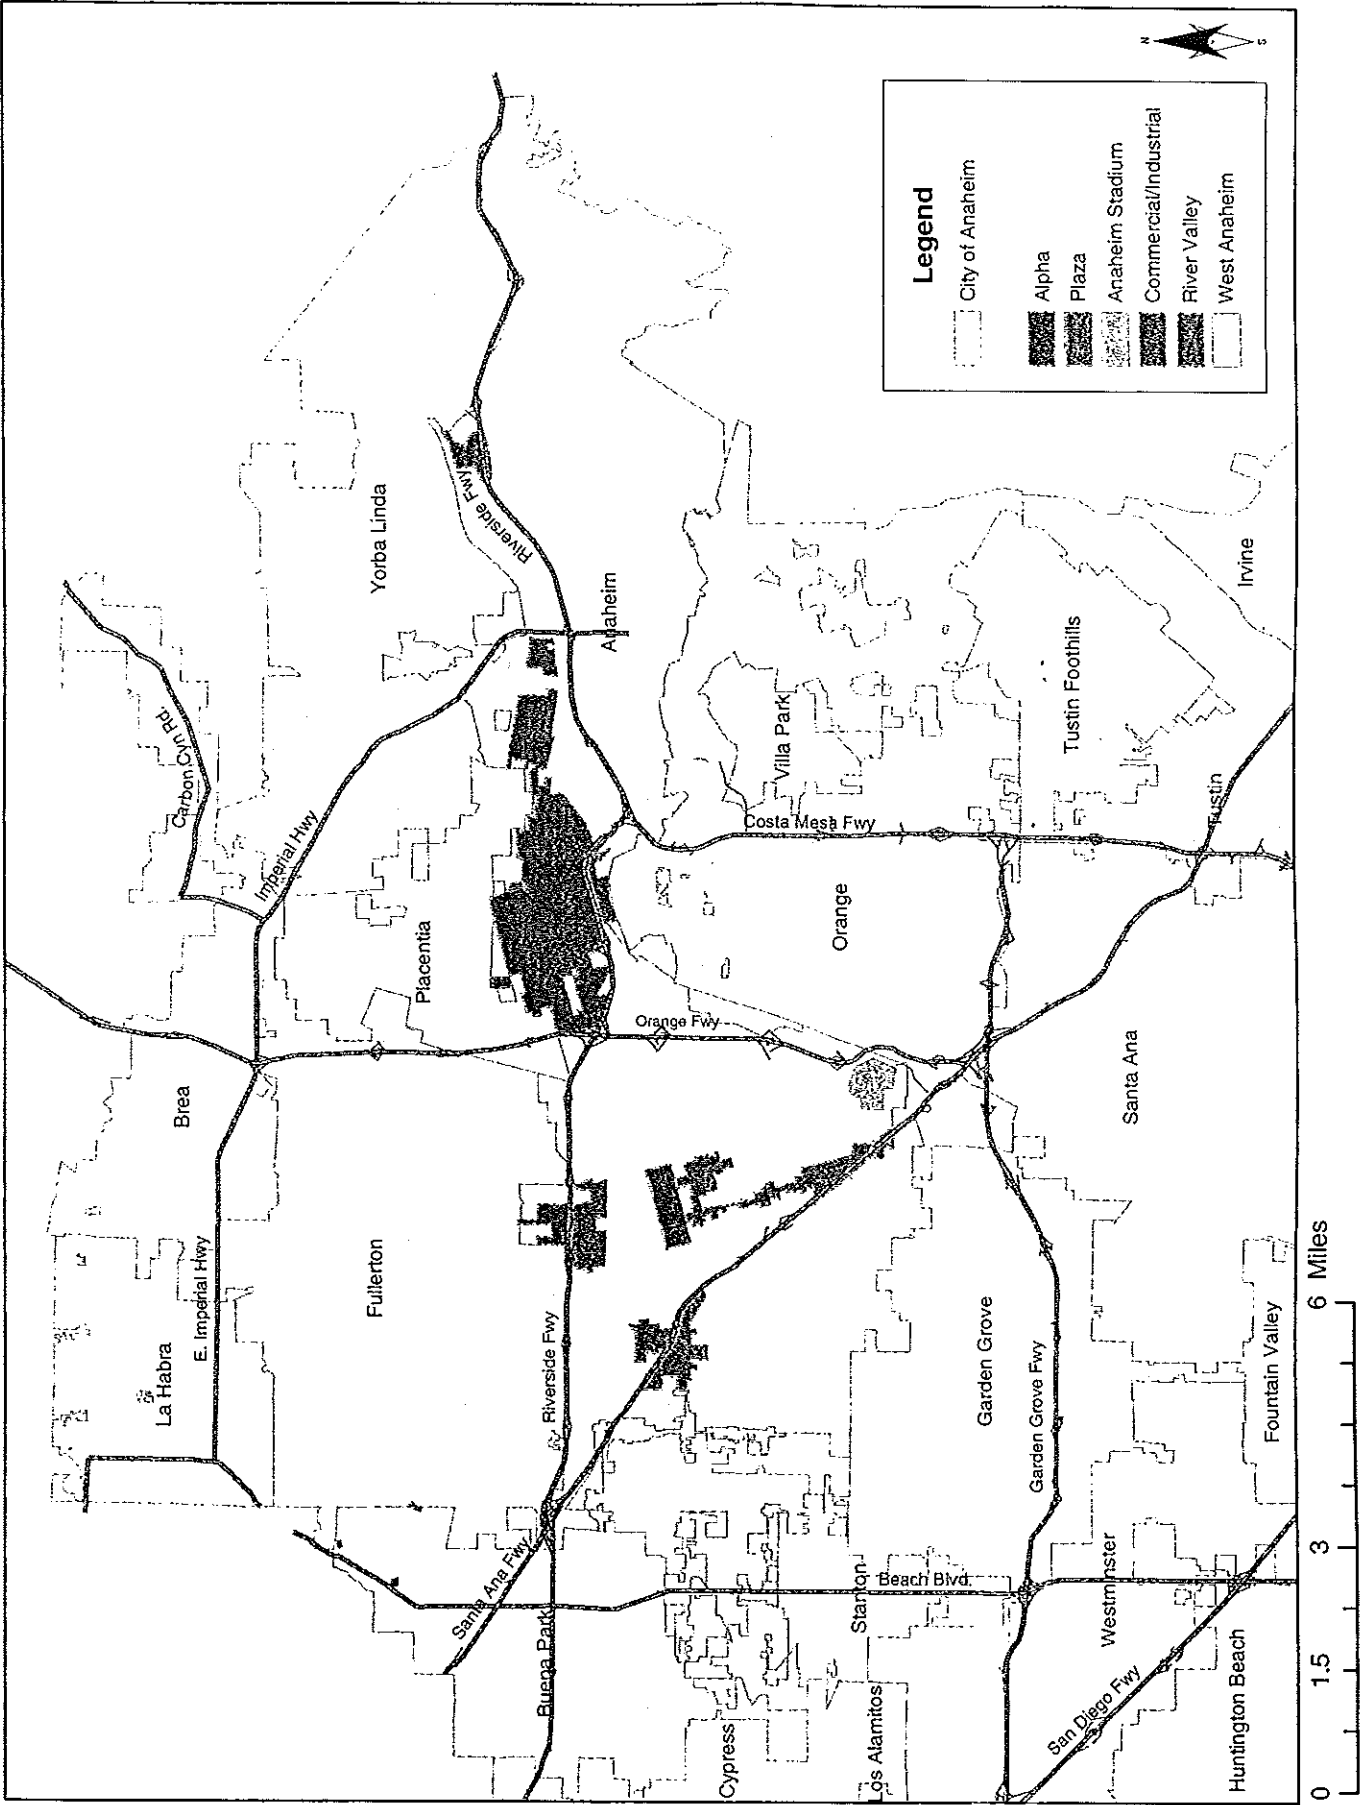 N
S
Legend
City of Anaheim
Alpha
Plaza
Anaheim Stadium
Commercial/Industrial
River Valley
West Anaheim
La Habra
E. Imperial Hwy
Brea
Carbon Cyn Rd.
Imperial Hwy
Yorba Linda
Fullerton
Placentia
Riverside Fwy
Santa Ana Fwy
Buena Park
Riverside Fwy
Anaheim
Orange Fwy
Cypress
Villa Park
Costa Mesa Fwy
Orange
Stanton
Los Alamitos
Beach Blvd.
Garden Grove
Garden Grove Fwy
Tustin Foothills
Santa Ana
Tustin
Irvine
Westminster
San Diego Fwy
Huntington Beach
Fountain Valley
0 1.5 3 6 Miles